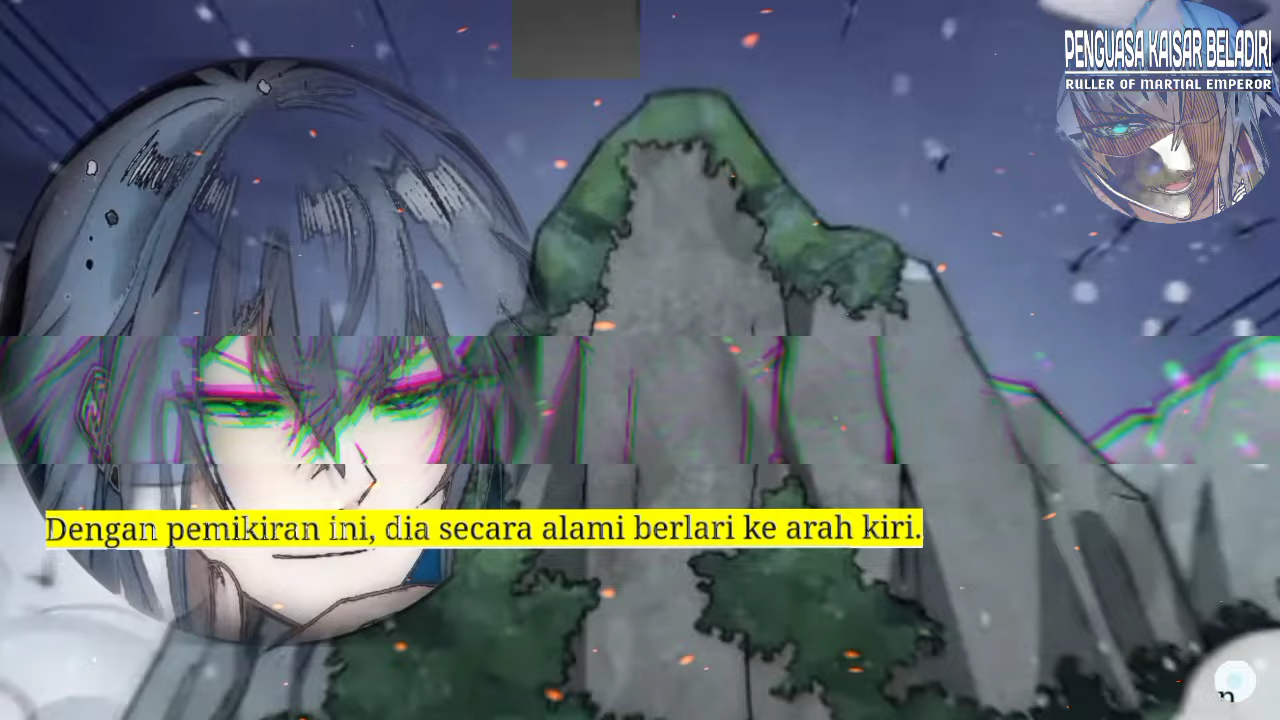 PENGUASA KAISAR BELADIRI
RULLER OF MARTIAL EMPEROR
Dengan pemikiran ini, dia secara alami berlari ke arah kiri.
n